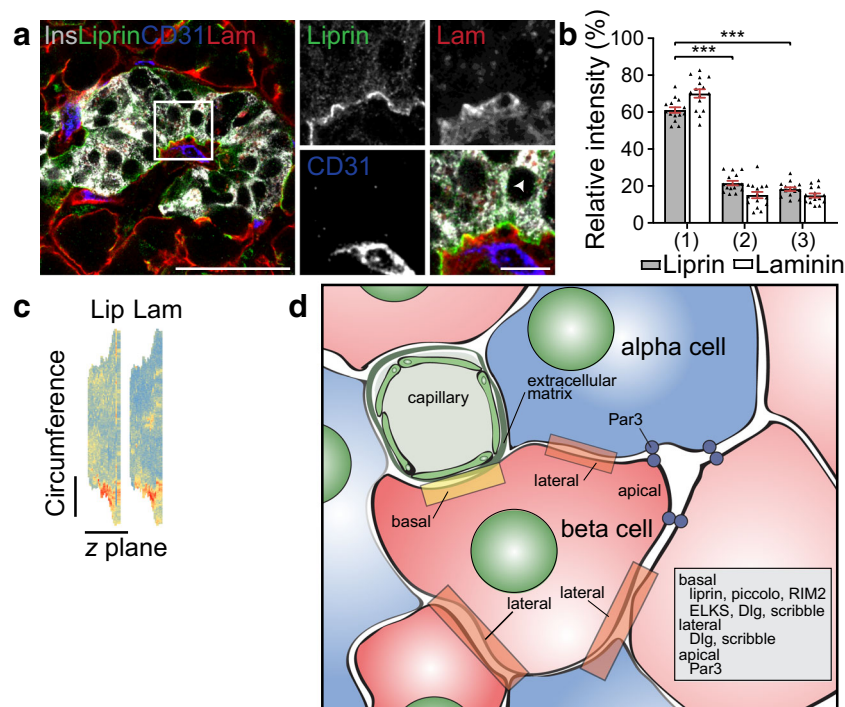 a
InsLiprinCD31Lam
Liprin
Lam
CD31
b
Relative intensity (%)
100
80
60
40
20
0
***
***
(1)
(2)
(3)
Liprin
Laminin
c
Lip Lam
Circumference
z plane
d
alpha cell
extracellular
matrix
capillary
Par3
lateral
apical
basal
beta cell
lateral
lateral
basal
liprin, piccolo, RIM2
ELKS, Dlg, scribble
lateral
Dlg, scribble
apical
Par3